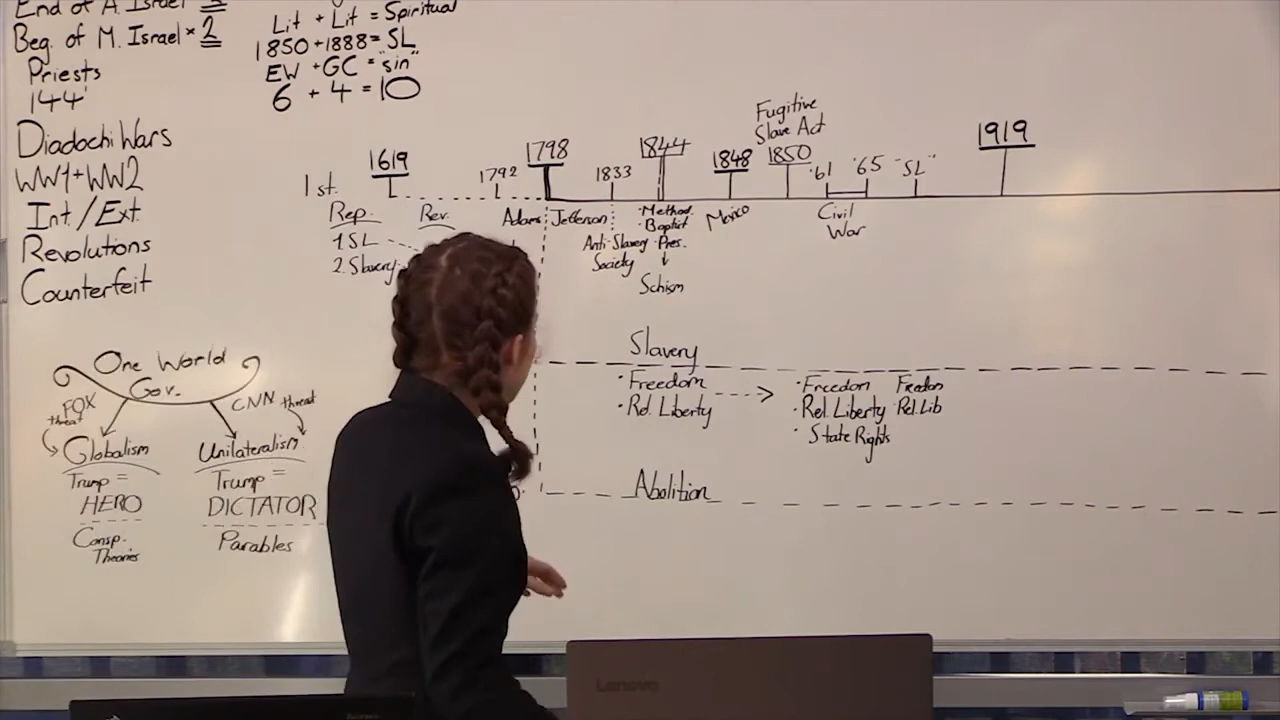 End of A. Israel
Beg. of M. Israel × 2
Priests
144'
Diadochi Wars
WW1+WW2
Int./Ext.
Revolutions
Counterfeit
Lit + Lit = Spiritual
1850 + 1888 = SL
EW + GC = "sin"
6 + 4 = 10
One World
Gov.
FOX
threat
CNN threat
Globalism
Trump =
HERO
Consp.
Theories
Unilateralism
Trump =
DICTATOR
Parables
1st.
1619
1792
1798
1833
1844
1848
Fugitive
Slave Act
1850
'61
'65
"SL"
1919
Rep.
1. SL
2. Slavery
Rev.
Adams
Jefferson
Anti-Slavery
Society
· Method.
· Baptist
· Pres.
Schism
Mexico
Civil
War
Slavery
· Freedom
· Rel. Liberty
· Freedom
· Rel. Liberty
· State Rights
Freedom
Rel. Lib
Abolition
Lenovo